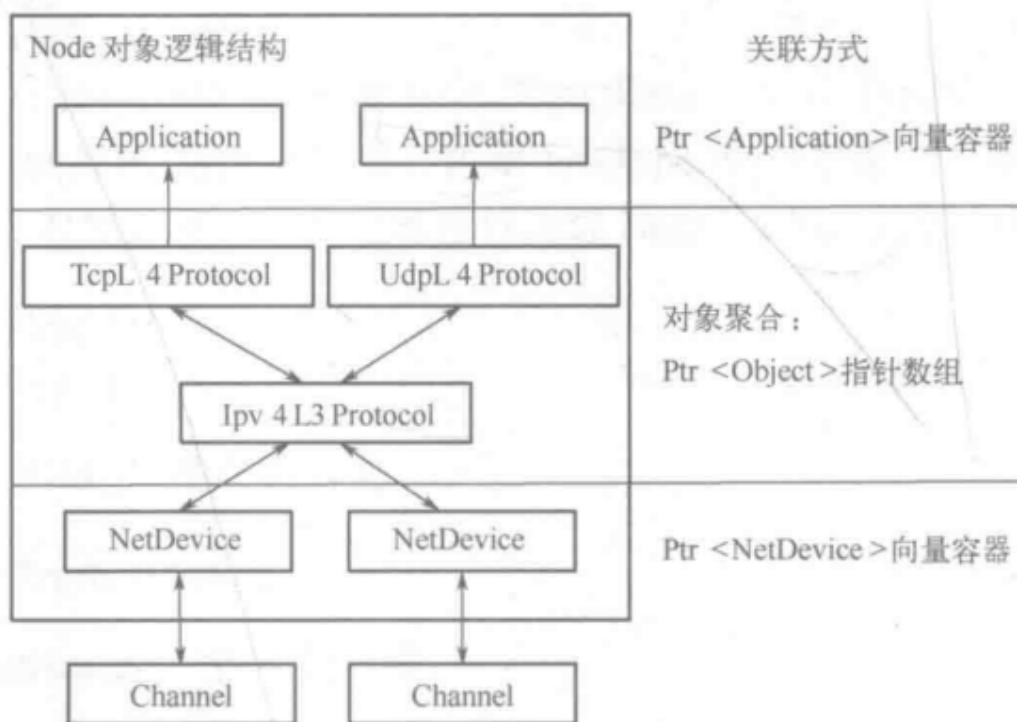 Node 对象逻辑结构
关联方式
Application
Application
Ptr <Application>向量容器
TcpL 4 Protocol
UdpL 4 Protocol
对象聚合：
Ptr <Object>指针数组
Ipv 4 L3 Protocol
NetDevice
NetDevice
Ptr <NetDevice>向量容器
Channel
Channel